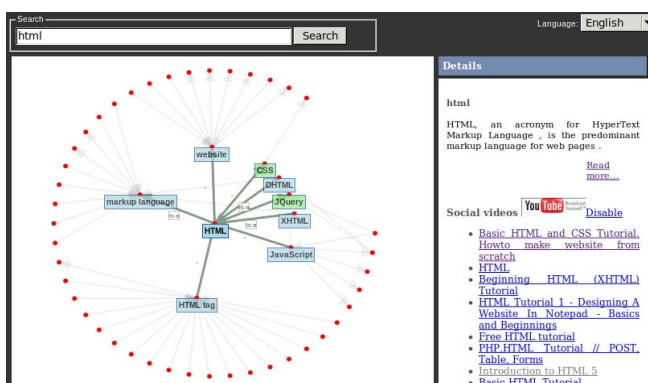 Search
html
Search
Language:
English
website
CSS
DHTML
markup language
JQuery
is a
is a
is a
XHTML
HTML
JavaScript
HTML tag
Details
html
HTML, an acronym for HyperText
Markup Language , is the predominant
markup language for web pages .
Read
more...
Social videos
YouTube
Disable
Basic HTML and CSS Tutorial.
Howto make website from
scratch
HTML
Beginning HTML (XHTML)
Tutorial
HTML Tutorial 1 - Designing A
Website In Notepad - Basics
and Beginnings
Free HTML tutorial
PHP,HTML Tutorial // POST,
Table, Forms
Introduction to HTML 5
Basic HTML Tutorial